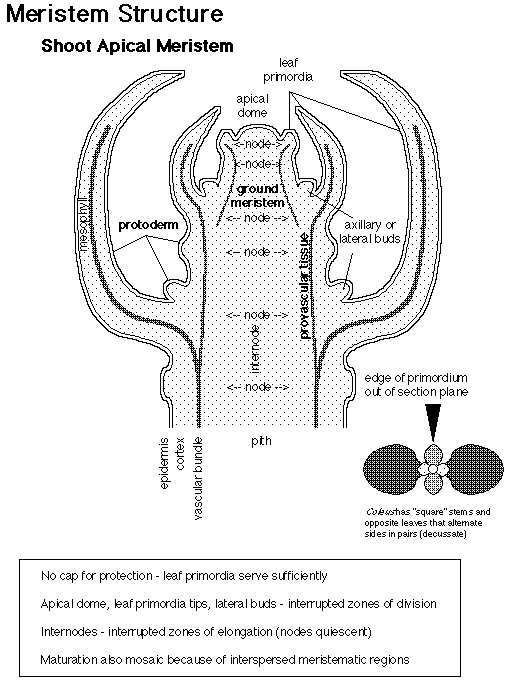 Meristem Structure
Shoot Apical Meristem
leaf
primordia
apical
dome
<-node->
<-node->
ground
meristem
mesophyll
protoderm
<-- node -->
axillary or
lateral buds
<-- node -->
provascular tissue
<-- node -->
internode
<-- node -->
edge of primordium
out of section plane
epidermis
cortex
vascular bundle
pith
Coleus has "square" stems and
opposite leaves that alternate
sides in pairs (decussate)
No cap for protection - leaf primordia serve sufficiently
Apical dome, leaf primordia tips, lateral buds - interrupted zones of division
Internodes - interrupted zones of elongation (nodes quiescent)
Maturation also mosaic because of interspersed meristematic regions